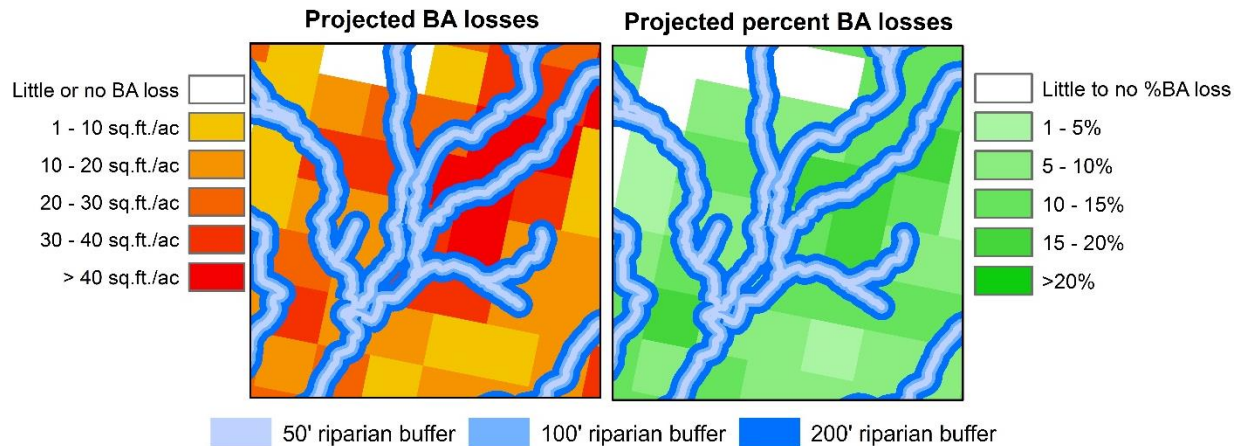 Projected BA losses
Projected percent BA losses
Little or no BA loss
1 - 10 sq.ft./ac
10 - 20 sq.ft./ac
20 - 30 sq.ft./ac
30 - 40 sq.ft./ac
> 40 sq.ft./ac
Little to no %BA loss
1 - 5%
5 - 10%
10 - 15%
15 - 20%
>20%
50' riparian buffer
100' riparian buffer
200' riparian buffer